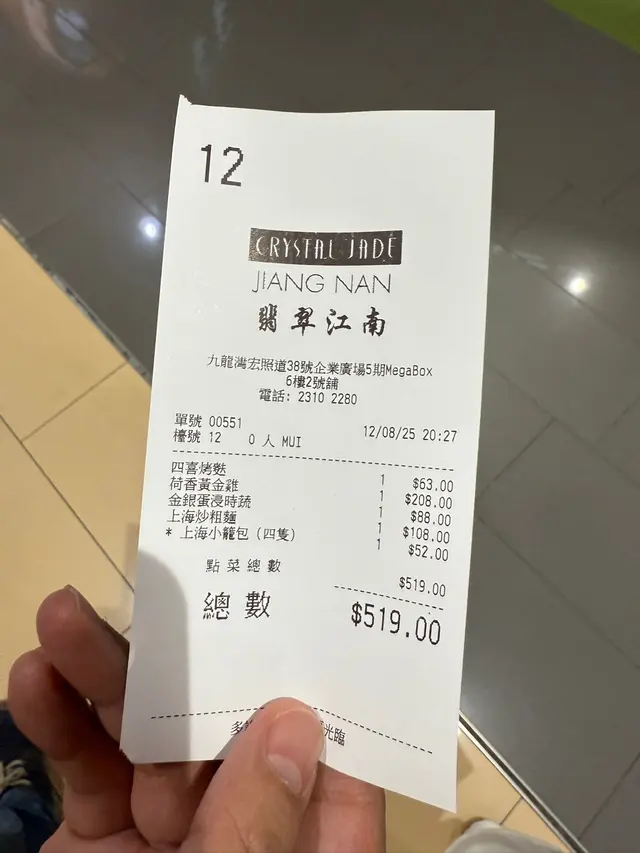 12
CRYSTAL JADE
JIANG NAN
翡翠江南
九龍灣宏照道38號企業廣場5期MegaBox
6樓2號舖
電話: 2310 2280
單號 00551 12/08/25 20:27
檯號 12 0 人 MUI
四喜烤麩 1 $63.00
荷香黃金雞 1 $208.00
金銀蛋浸時蔬 1 $88.00
上海炒粗麵 1 $108.00
* 上海小籠包 (四隻) 1 $52.00
點菜總數 $519.00
總數 $519.00
多 光臨